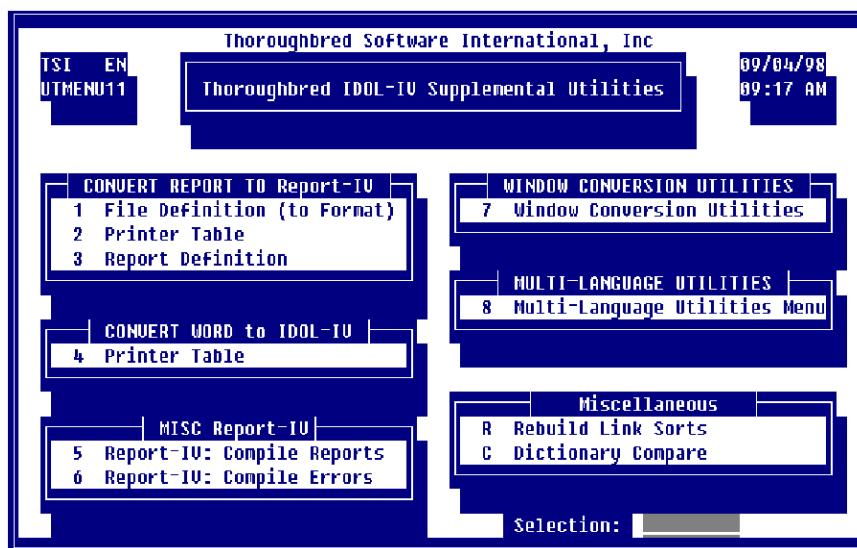 Thoroughbred Software International, Inc
TSI EN
UTMENU11
Thoroughbred IDOL-IV Supplemental Utilities
09/04/98
09:17 AM
CONVERT REPORT TO Report-IV
1 File Definition (to Format)
2 Printer Table
3 Report Definition
CONVERT WORD to IDOL-IV
4 Printer Table
MISC Report-IV
5 Report-IV: Compile Reports
6 Report-IV: Compile Errors
WINDOW CONVERSION UTILITIES
7 Window Conversion Utilities
MULTI-LANGUAGE UTILITIES
8 Multi-Language Utilities Menu
Miscellaneous
R Rebuild Link Sorts
C Dictionary Compare
Selection: